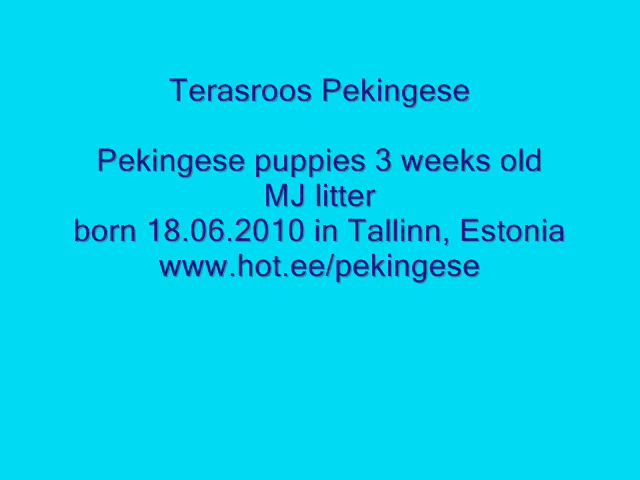 Terasroos Pekingese
Pekingese puppies 3 weeks old
MJ litter
born 18.06.2010 in Tallinn, Estonia
www.hot.ee/pekingese